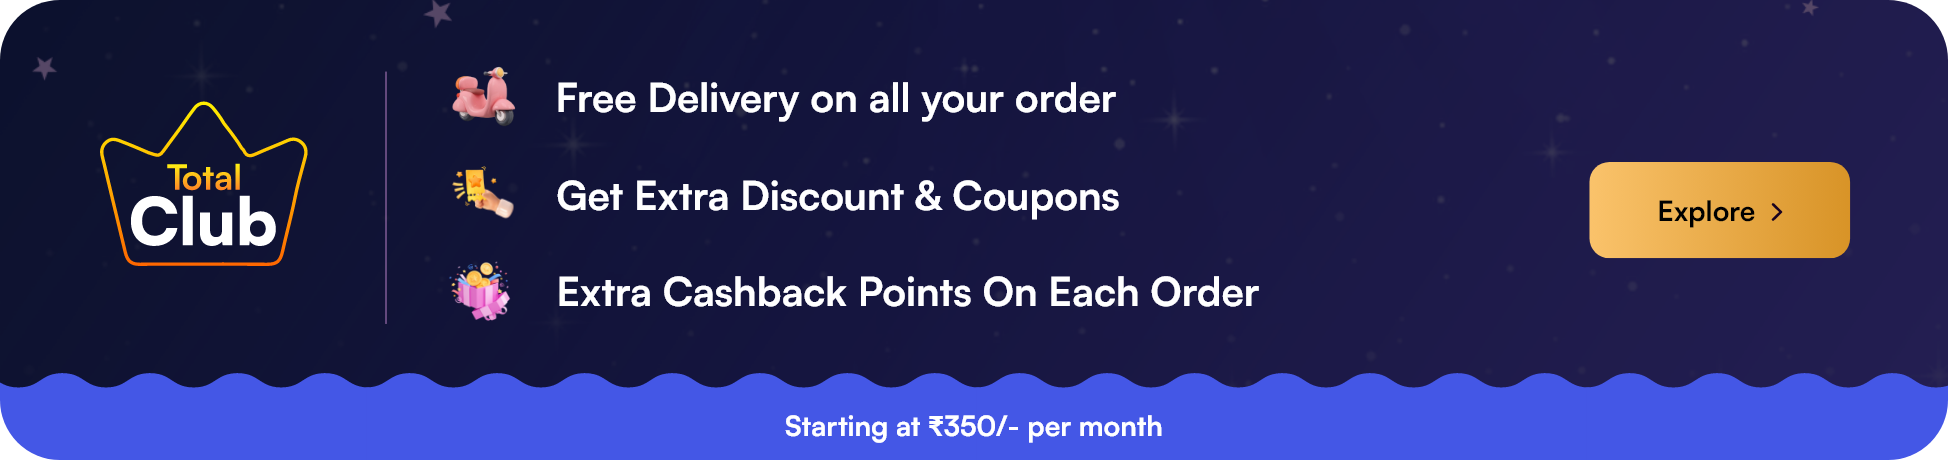 Total
Club
Free Delivery on all your order
Get Extra Discount & Coupons
Extra Cashback Points On Each Order
Explore >
Starting at ₹350/- per month